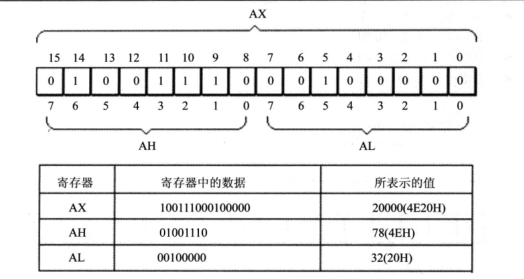 AX
15 14 13 12 11 10 9 8 7 6 5 4 3 2 1 0
0 1 0 0 1 1 1 0 0 0 1 0 0 0 0 0
7 6 5 4 3 2 1 0 7 6 5 4 3 2 1 0
AH AL
寄存器 寄存器中的数据 所表示的值
AX 100111000100000 20000(4E20H)
AH 01001110 78(4EH)
AL 00100000 32(20H)